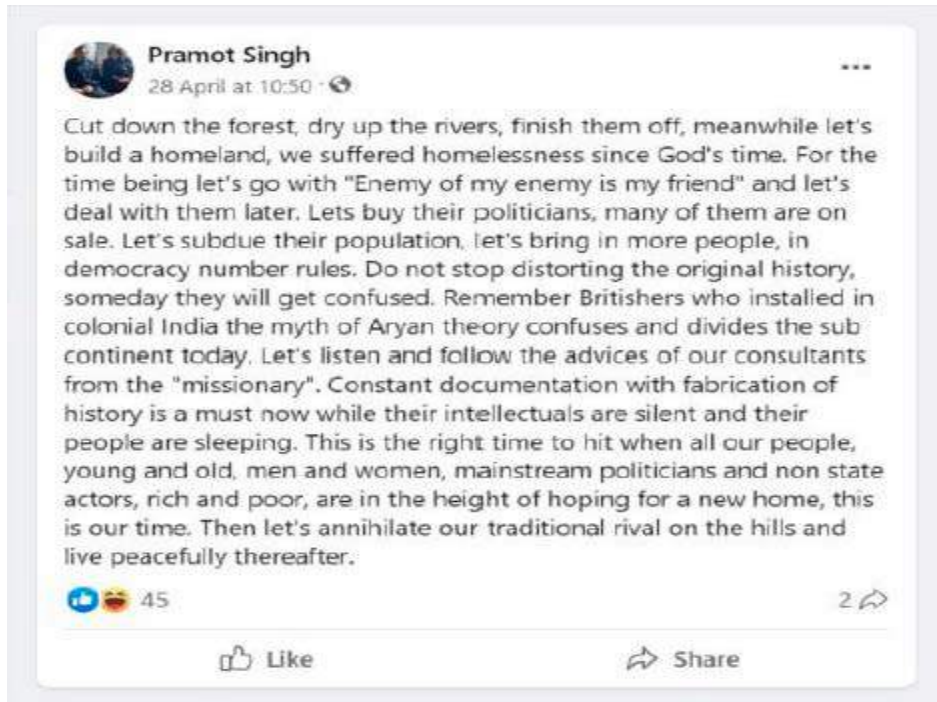 Pramot Singh
28 April at 10:50 ·
Cut down the forest, dry up the rivers, finish them off, meanwhile let's
build a homeland, we suffered homelessness since God's time. For the
time being let's go with "Enemy of my enemy is my friend" and let's
deal with them later. Lets buy their politicians, many of them are on
sale. Let's subdue their population, let's bring in more people, in
democracy number rules. Do not stop distorting the original history,
someday they will get confused. Remember Britishers who installed in
colonial India the myth of Aryan theory confuses and divides the sub
continent today. Let's listen and follow the advices of our consultants
from the "missionary". Constant documentation with fabrication of
history is a must now while their intellectuals are silent and their
people are sleeping. This is the right time to hit when all our people,
young and old, men and women, mainstream politicians and non state
actors, rich and poor, are in the height of hoping for a new home, this
is our time. Then let's annihilate our traditional rival on the hills and
live peacefully thereafter.
45
2
Like
Share